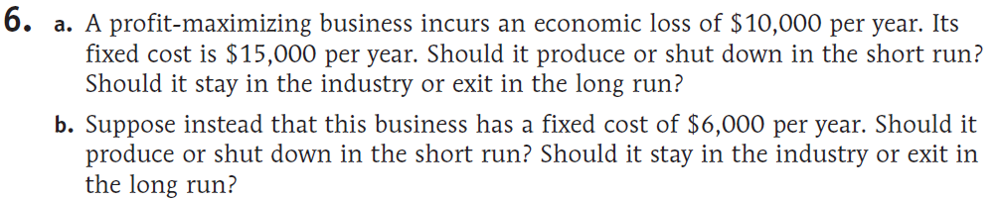 6. a. A profit-maximizing business incurs an economic loss of $10,000 per year. Its
fixed cost is $15,000 per year. Should it produce or shut down in the short run?
Should it stay in the industry or exit in the long run?
b. Suppose instead that this business has a fixed cost of $6,000 per year. Should it
produce or shut down in the short run? Should it stay in the industry or exit in
the long run?